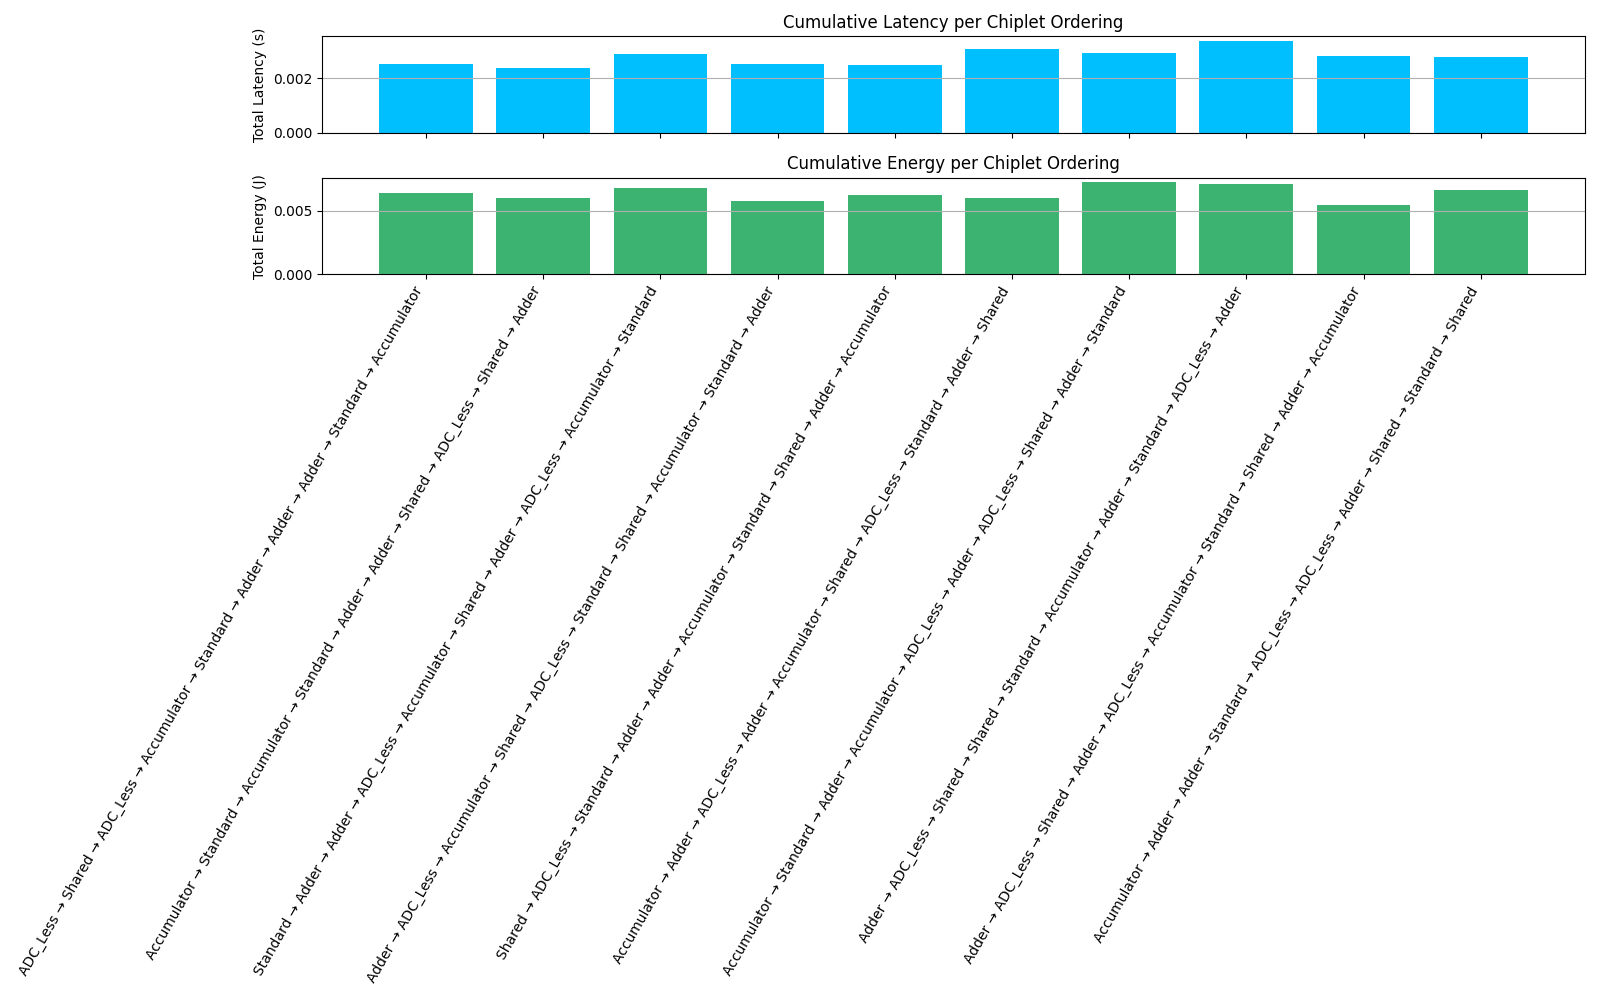 Cumulative Latency per Chiplet Ordering
Total Latency (s)
0.002
0.000
Cumulative Energy per Chiplet Ordering
Total Energy (J)
0.005
0.000
ADC_Less → Shared → ADC_Less → Accumulator → Standard → Adder → Adder → Standard → Accumulator
Accumulator → Standard → Accumulator → Standard → Adder → Adder → Shared → ADC_Less → Shared → Adder
Standard → Adder → Adder → ADC_Less → Accumulator → Shared → Adder → ADC_Less → Accumulator → Standard
Adder → ADC_Less → Accumulator → Shared → ADC_Less → Standard → Shared → Accumulator → Standard → Adder
Shared → ADC_Less → Standard → Adder → Adder → Accumulator → Standard → Shared → Adder → Accumulator
Accumulator → Adder → ADC_Less → Adder → Accumulator → Shared → ADC_Less → Standard → Adder → Shared
Accumulator → Standard → Adder → Accumulator → ADC_Less → Adder → ADC_Less → Shared → Adder → Standard
Adder → ADC_Less → Shared → Shared → Standard → Accumulator → Adder → Standard → ADC_Less → Adder
Adder → ADC_Less → Shared → Adder → ADC_Less → Accumulator → Standard → Shared → Adder → Accumulator
Accumulator → Adder → Adder → Standard → ADC_Less → ADC_Less → Adder → Shared → Standard → Shared